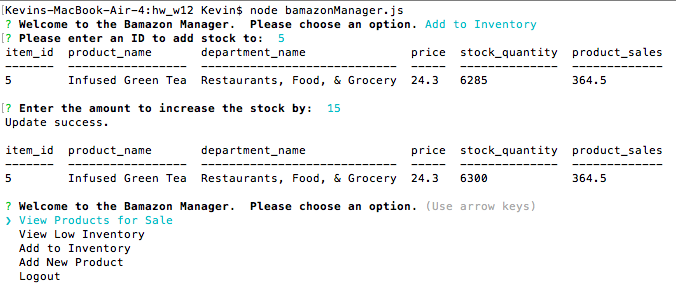 [Kevins-MacBook-Air-4:hw_w12 Kevin$ node bamazonManager.js
? Welcome to the Bamazon Manager.  Please choose an option. Add to Inventory
[? Please enter an ID to add stock to:  5
item_id  product_name       department_name               price  stock_quantity  product_sales
-------  -----------------  ----------------------------  -----  --------------  -------------
5        Infused Green Tea  Restaurants, Food, & Grocery  24.3   6285            364.5
[? Enter the amount to increase the stock by:  15
Update success.
item_id  product_name       department_name               price  stock_quantity  product_sales
-------  -----------------  ----------------------------  -----  --------------  -------------
5        Infused Green Tea  Restaurants, Food, & Grocery  24.3   6300            364.5
? Welcome to the Bamazon Manager.  Please choose an option. (Use arrow keys)
❯ View Products for Sale
  View Low Inventory
  Add to Inventory
  Add New Product
  Logout